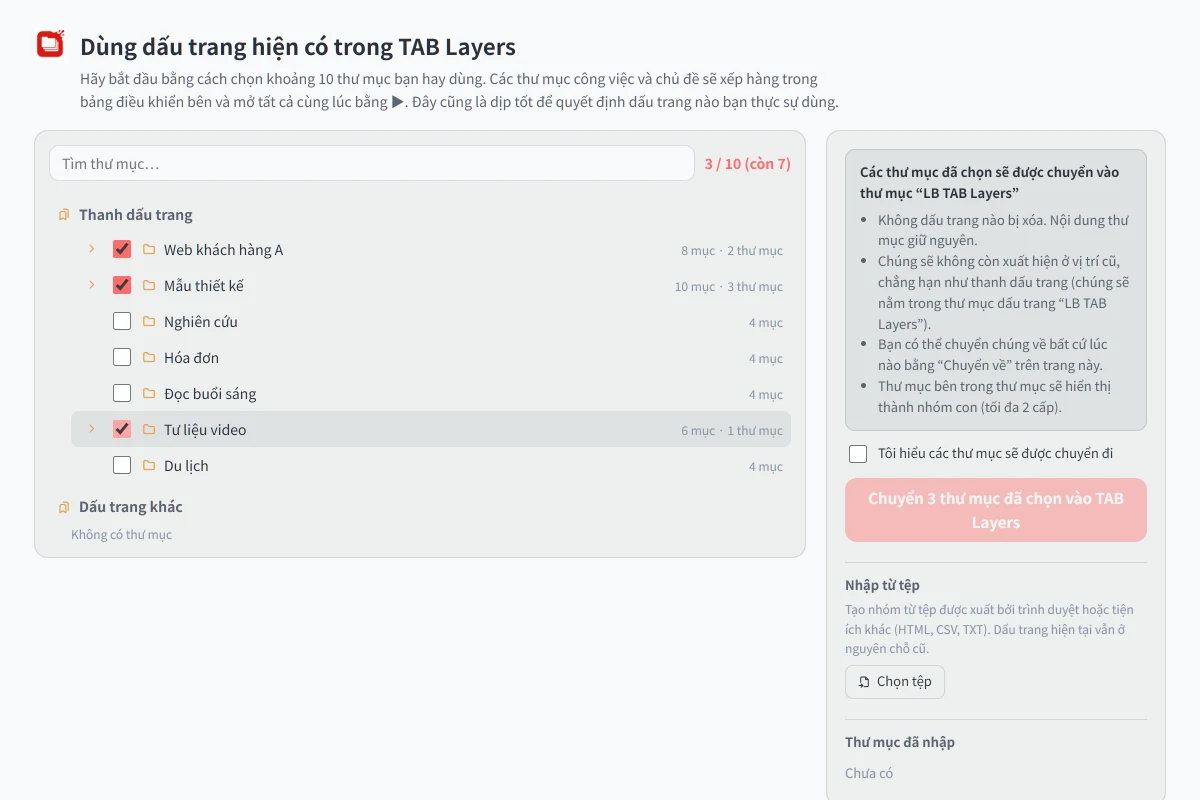 Dùng dấu trang hiện có trong TAB Layers
Hãy bắt đầu bằng cách chọn khoảng 10 thư mục bạn hay dùng. Các thư mục công việc và chủ đề sẽ xếp hàng trong
bảng điều khiển bên và mở tất cả cùng lúc bằng ▶. Đây cũng là dịp tốt để quyết định dấu trang nào bạn thực sự dùng.
Tìm thư mục…
3 / 10 (còn 7)
Thanh dấu trang
Web khách hàng A
8 mục · 2 thư mục
Mẫu thiết kế
10 mục · 3 thư mục
Nghiên cứu
4 mục
Hóa đơn
4 mục
Đọc buổi sáng
4 mục
Tư liệu video
6 mục · 1 thư mục
Du lịch
4 mục
Dấu trang khác
Không có thư mục
Các thư mục đã chọn sẽ được chuyển vào
thư mục “LB TAB Layers”
• Không dấu trang nào bị xóa. Nội dung thư
mục giữ nguyên.
• Chúng sẽ không còn xuất hiện ở vị trí cũ,
chẳng hạn như thanh dấu trang (chúng sẽ
nằm trong thư mục dấu trang “LB TAB
Layers”).
• Bạn có thể chuyển chúng về bất cứ lúc
nào bằng “Chuyển về” trên trang này.
• Thư mục bên trong thư mục sẽ hiển thị
thành nhóm con (tối đa 2 cấp).
Tôi hiểu các thư mục sẽ được chuyển đi
Chuyển 3 thư mục đã chọn vào TAB
Layers
Nhập từ tệp
Tạo nhóm từ tệp được xuất bởi trình duyệt hoặc tiện
ích khác (HTML, CSV, TXT). Dấu trang hiện tại vẫn ở
nguyên chỗ cũ.
Chọn tệp
Thư mục đã nhập
Chưa có